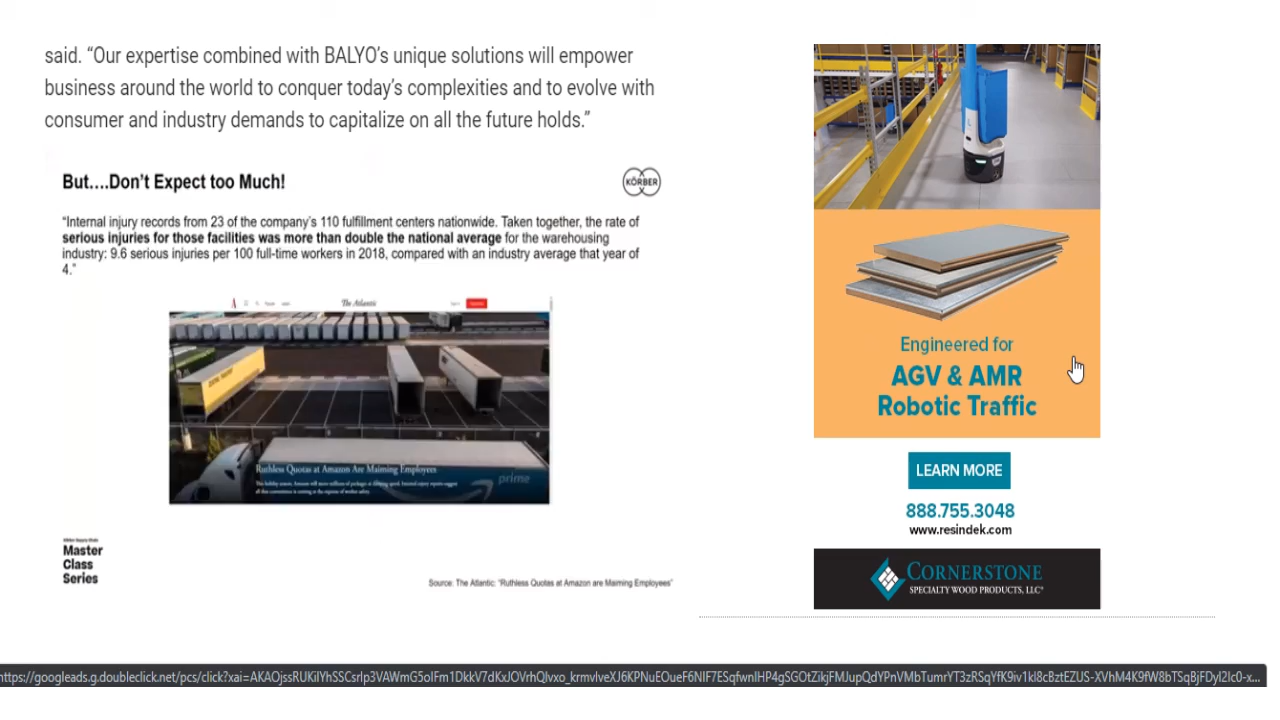 said. “Our expertise combined with BALYO’s unique solutions will empower
business around the world to conquer today’s complexities and to evolve with
consumer and industry demands to capitalize on all the future holds.”
But….Don’t Expect too Much!
KÖRBER
“Internal injury records from 23 of the company’s 110 fulfillment centers nationwide. Taken together, the rate of
serious injuries for those facilities was more than double the national average for the warehousing
industry: 9.6 serious injuries per 100 full-time workers in 2018, compared with an industry average that year of
4.”
The Atlantic
Ruthless Quotas at Amazon Are Maiming Employees
prime
Master
Class
Series
Source: The Atlantic: “Ruthless Quotas at Amazon are Maiming Employees”
Engineered for
AGV & AMR
Robotic Traffic
LEARN MORE
888.755.3048
www.resindek.com
CORNERSTONE
SPECIALTY WOOD PRODUCTS, LLC®